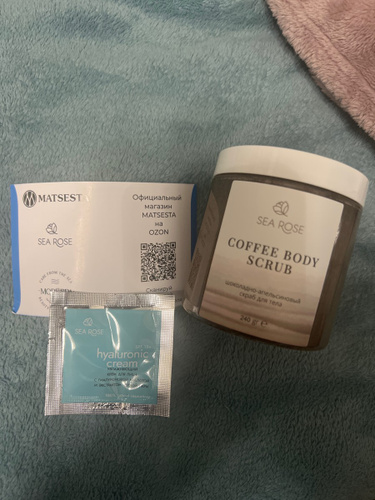 MATSESTA
SEA ROSE
Официальный
магазин
MATSESTA
на
OZON
Сканируй
SEA ROSE
COFFEE BODY
SCRUB
шоколадно-апельсиновый
скраб для тела
240 gr. e
SEA ROSE
hyaluronic
cream